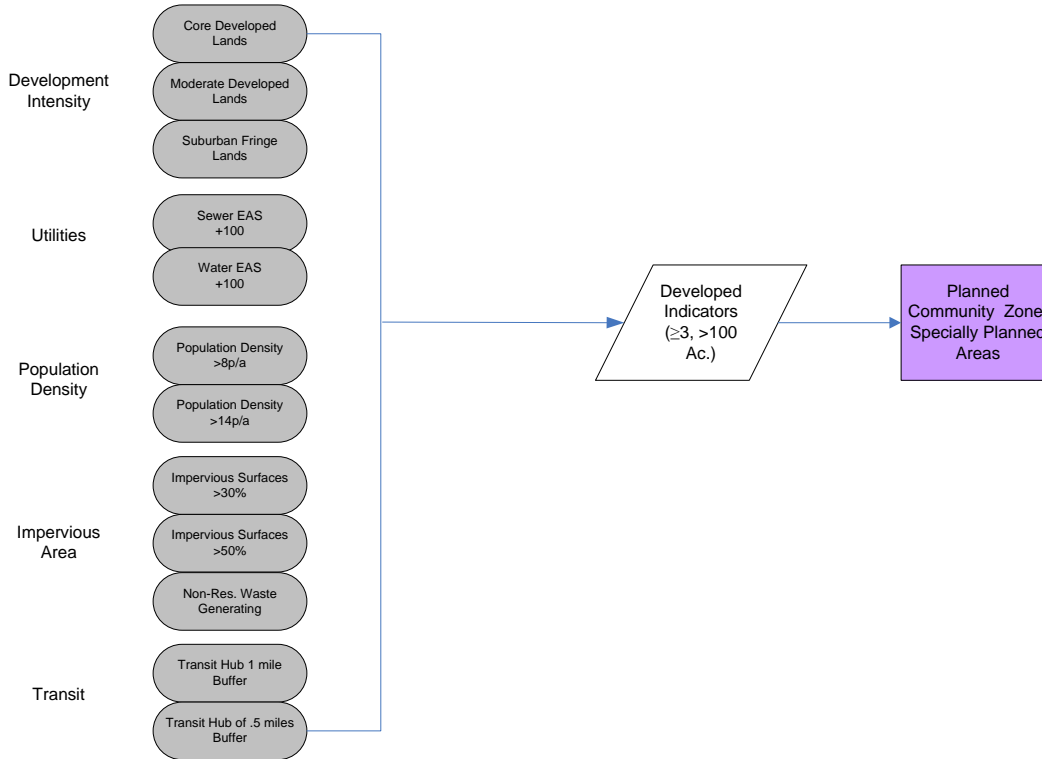 Development
Intensity
Core Developed
Lands
Moderate Developed
Lands
Suburban Fringe
Lands
Utilities
Sewer EAS
+100
Water EAS
+100
Population
Density
Population Density
>8p/a
Population Density
>14p/a
Impervious
Area
Impervious Surfaces
>30%
Impervious Surfaces
>50%
Non-Res. Waste
Generating
Transit
Transit Hub 1 mile
Buffer
Transit Hub of .5 miles
Buffer
Developed
Indicators
(≥3, >100
Ac.)
Planned
Community Zone
Specially Planned
Areas